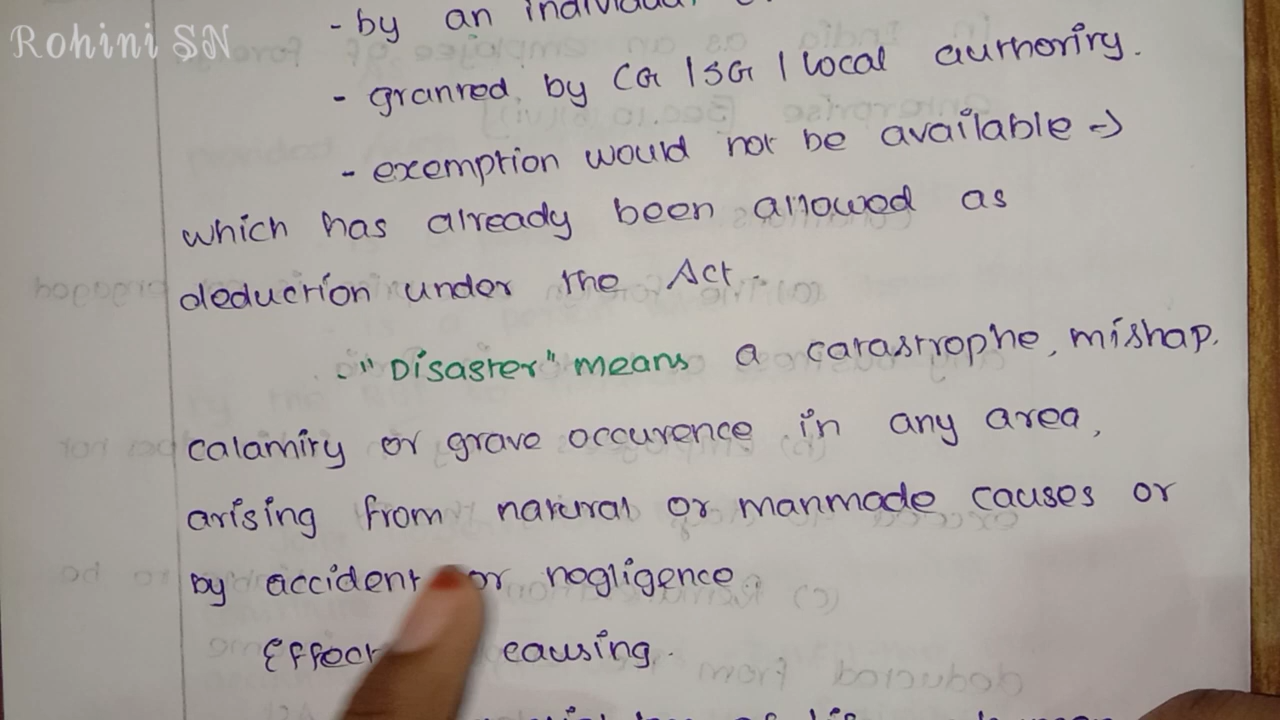 Rohini SN
- by an individual
- granted by CG / SG / local authority.
- exemption would not be available →
which has already been allowed as
deduction under the Act.
- "Disaster" means a catastrophe, mishap,
calamity or grave occurence in any area,
arising from natural or manmade causes or
by accident or negligence
Effect causing.